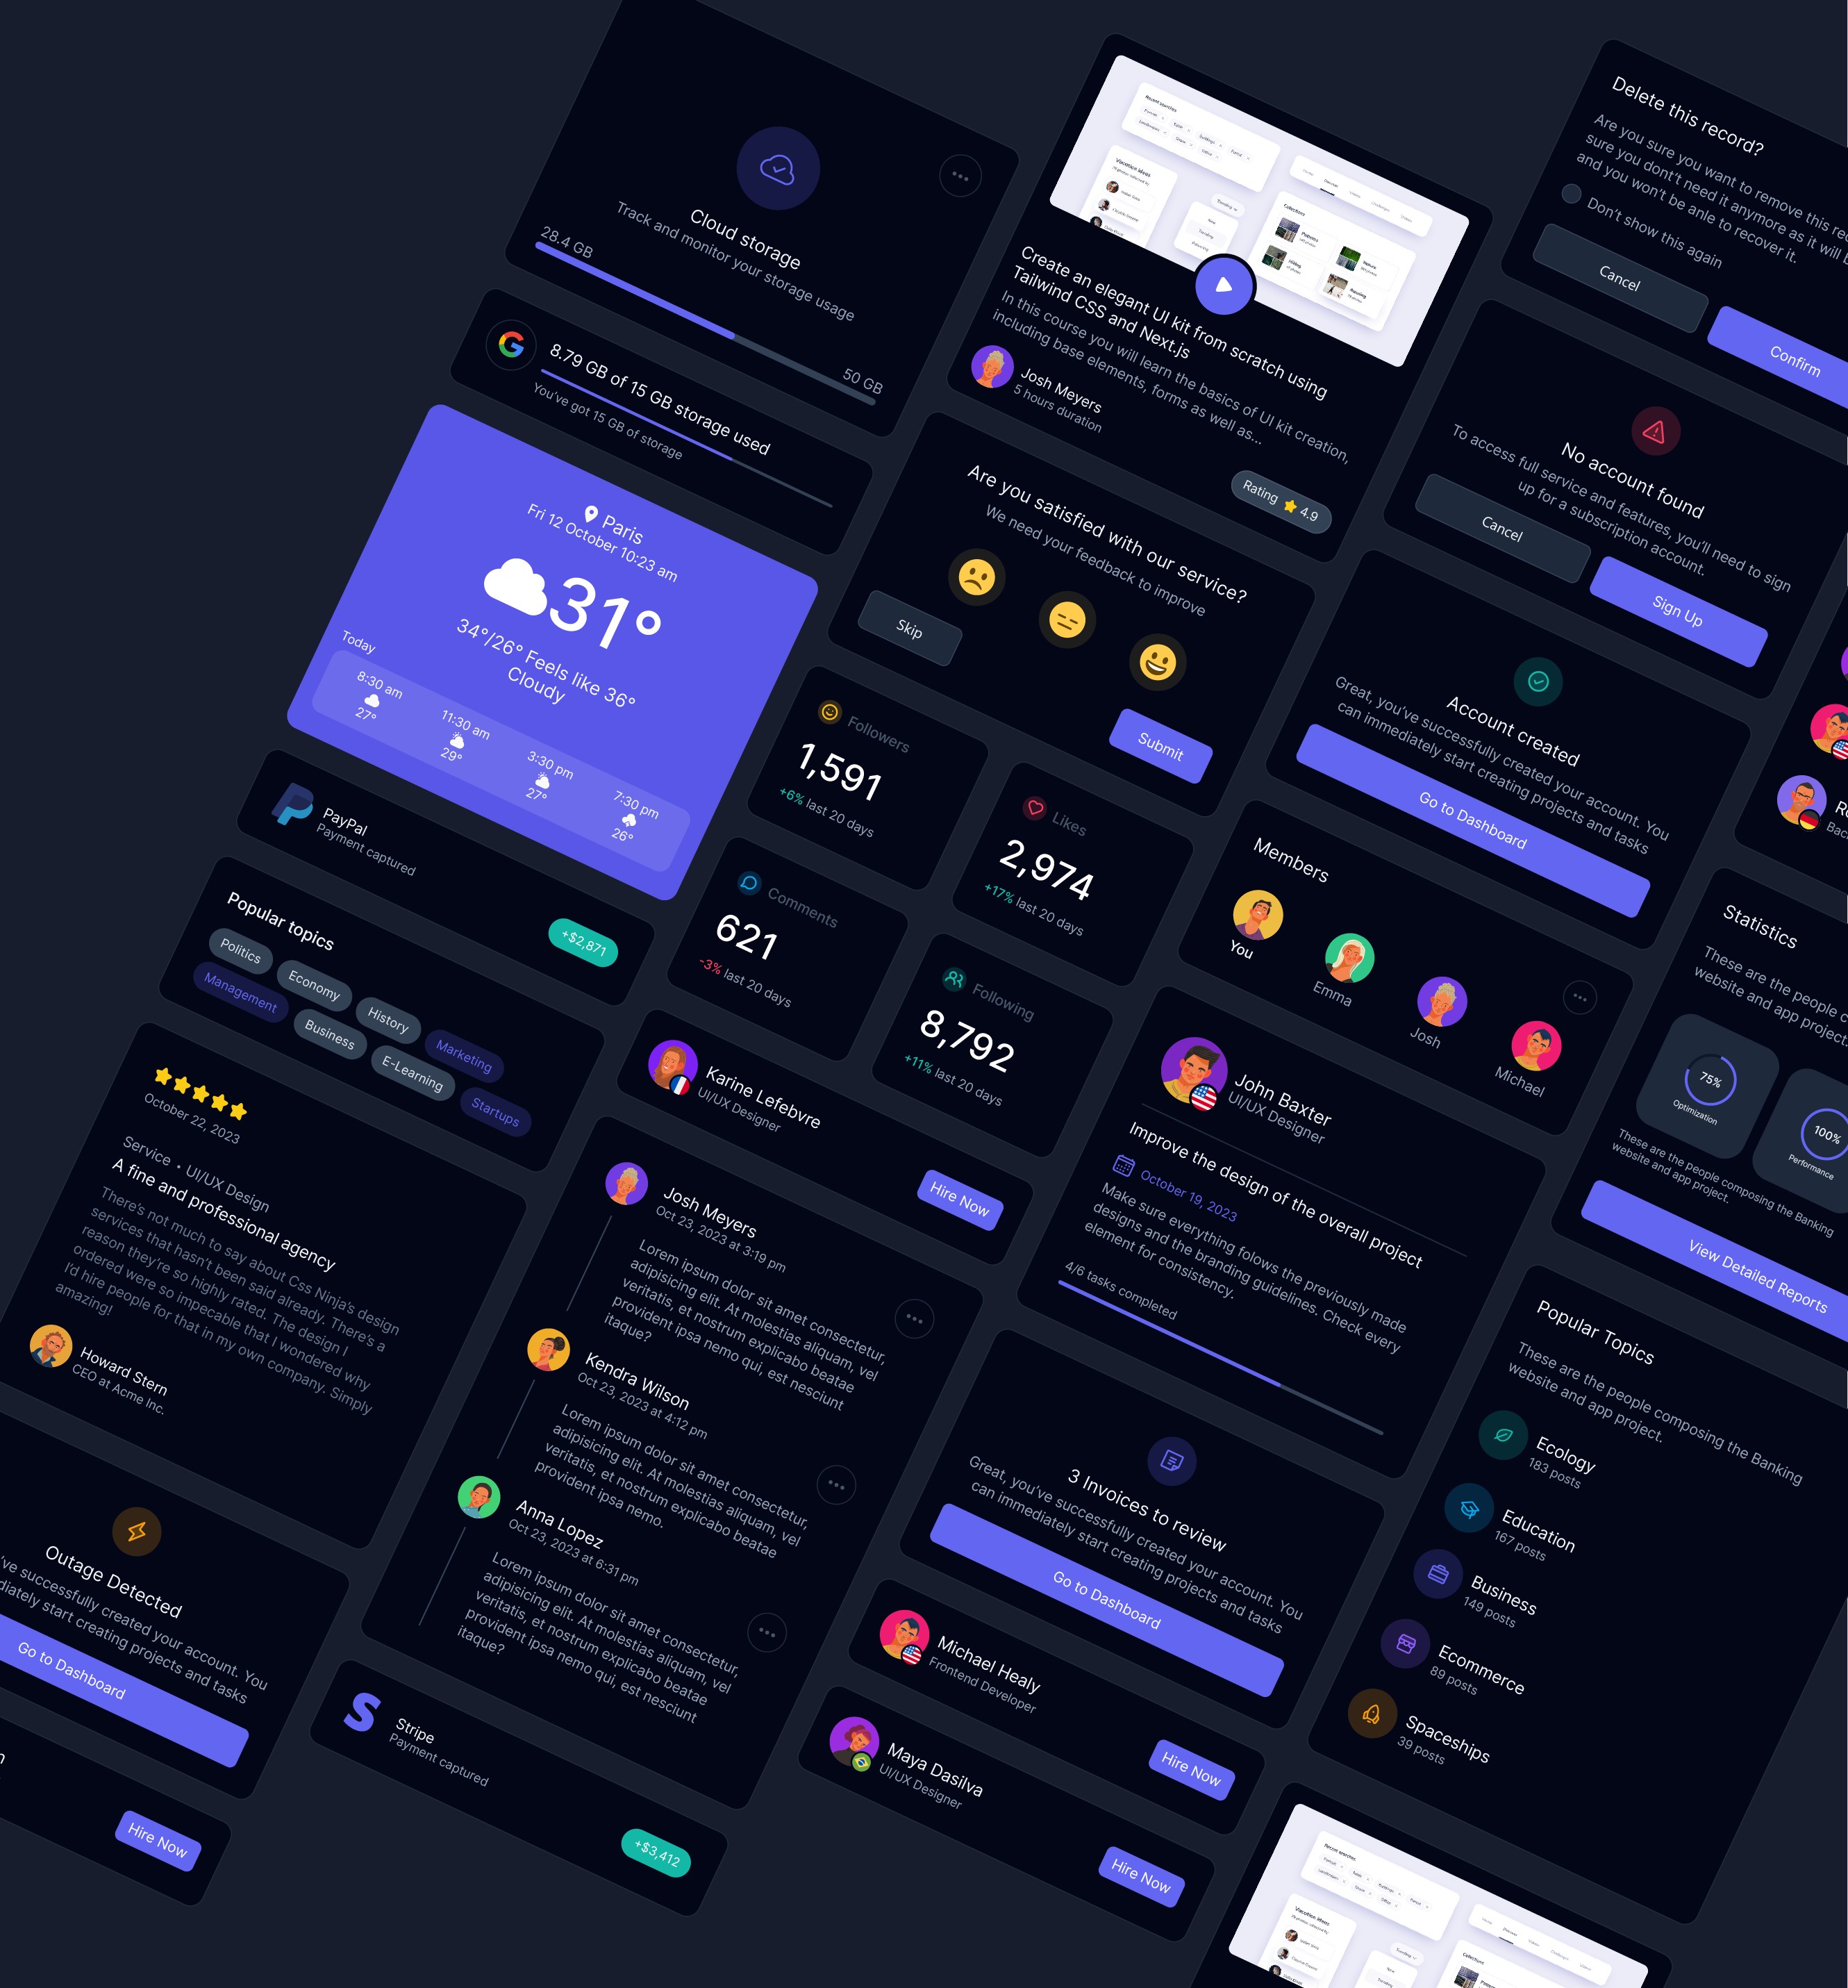 Cloud storage
Track and monitor your storage usage
28.4 GB
50 GB
8.79 GB of 15 GB storage used
You've got 15 GB of storage
Paris
Fri 12 October 10:23 am
31°
34°/26° Feels like 36°
Cloudy
Today
8:30 am
27°
11:30 am
29°
3:30 pm
27°
7:30 pm
26°
PayPal
Payment captured
+$2,871
Popular topics
Politics
Economy
History
Marketing
Management
Business
E-Learning
Startups
October 22, 2023
Service • UI/UX Design
A fine and professional agency
There's not much to say about Css Ninja's design
services that hasn't been said already. There's a
reason they're so highly rated. The design I
ordered were so impecable that I wondered why
I'd hire people for that in my own company. Simply
amazing!
Howard Stern
CEO at Acme Inc.
Outage Detected
've successfully created your account. You
diately start creating projects and tasks
Go to Dashboard
Hire Now
Recent searches
Vacation ideas
Trending
Collections
Create an elegant UI kit from scratch using
Tailwind CSS and Next.js
In this course you will learn the basics of UI kit creation,
including base elements, forms as well as...
Josh Meyers
5 hours duration
Rating
4.9
Are you satisfied with our service?
We need your feedback to improve
Skip
Submit
Followers
1,591
+6% last 20 days
Likes
2,974
+17% last 20 days
Comments
621
-3% last 20 days
Following
8,792
+11% last 20 days
Karine Lefebvre
UI/UX Designer
Hire Now
Josh Meyers
Oct 23, 2023 at 3:19 pm
Lorem ipsum dolor sit amet consectetur,
adipisicing elit. At molestias aliquam, vel
veritatis, et nostrum explicabo beatae
provident ipsa nemo qui, est nesciunt
itaque?
Kendra Wilson
Oct 23, 2023 at 4:12 pm
Lorem ipsum dolor sit amet consectetur,
adipisicing elit. At molestias aliquam, vel
veritatis, et nostrum explicabo beatae
provident ipsa nemo.
Anna Lopez
Oct 23, 2023 at 6:31 pm
Lorem ipsum dolor sit amet consectetur,
adipisicing elit. At molestias aliquam, vel
veritatis, et nostrum explicabo beatae
provident ipsa nemo qui, est nesciunt
itaque?
Stripe
Payment captured
+$3,412
Delete this record?
Are you sure you want to remove this rec
sure you don't need it anymore as it will b
and you won't be anle to recover it.
Don't show this again
Cancel
Confirm
No account found
To access full service and features, you'll need to sign
up for a subscription account.
Cancel
Sign Up
Account created
Great, you've successfully created your account. You
can immediately start creating projects and tasks
Go to Dashboard
Members
You
Emma
Josh
Michael
John Baxter
UI/UX Designer
Improve the design of the overall project
October 19, 2023
Make sure everything folows the previously made
designs and the branding guidelines. Check every
element for consistency.
4/6 tasks completed
3 Invoices to review
Great, you've successfully created your account. You
can immediately start creating projects and tasks
Go to Dashboard
Michael Healy
Frontend Developer
Hire Now
Maya Dasilva
UI/UX Designer
Hire Now
Statistics
These are the people c
website and app project.
75%
Optimization
100%
Performance
These are the people composing the Banking
website and app project.
View Detailed Reports
Popular Topics
These are the people composing the Banking
website and app project.
Ecology
183 posts
Education
167 posts
Business
149 posts
Ecommerce
89 posts
Spaceships
39 posts
Recent searches
Vacation ideas
Trending
Collections